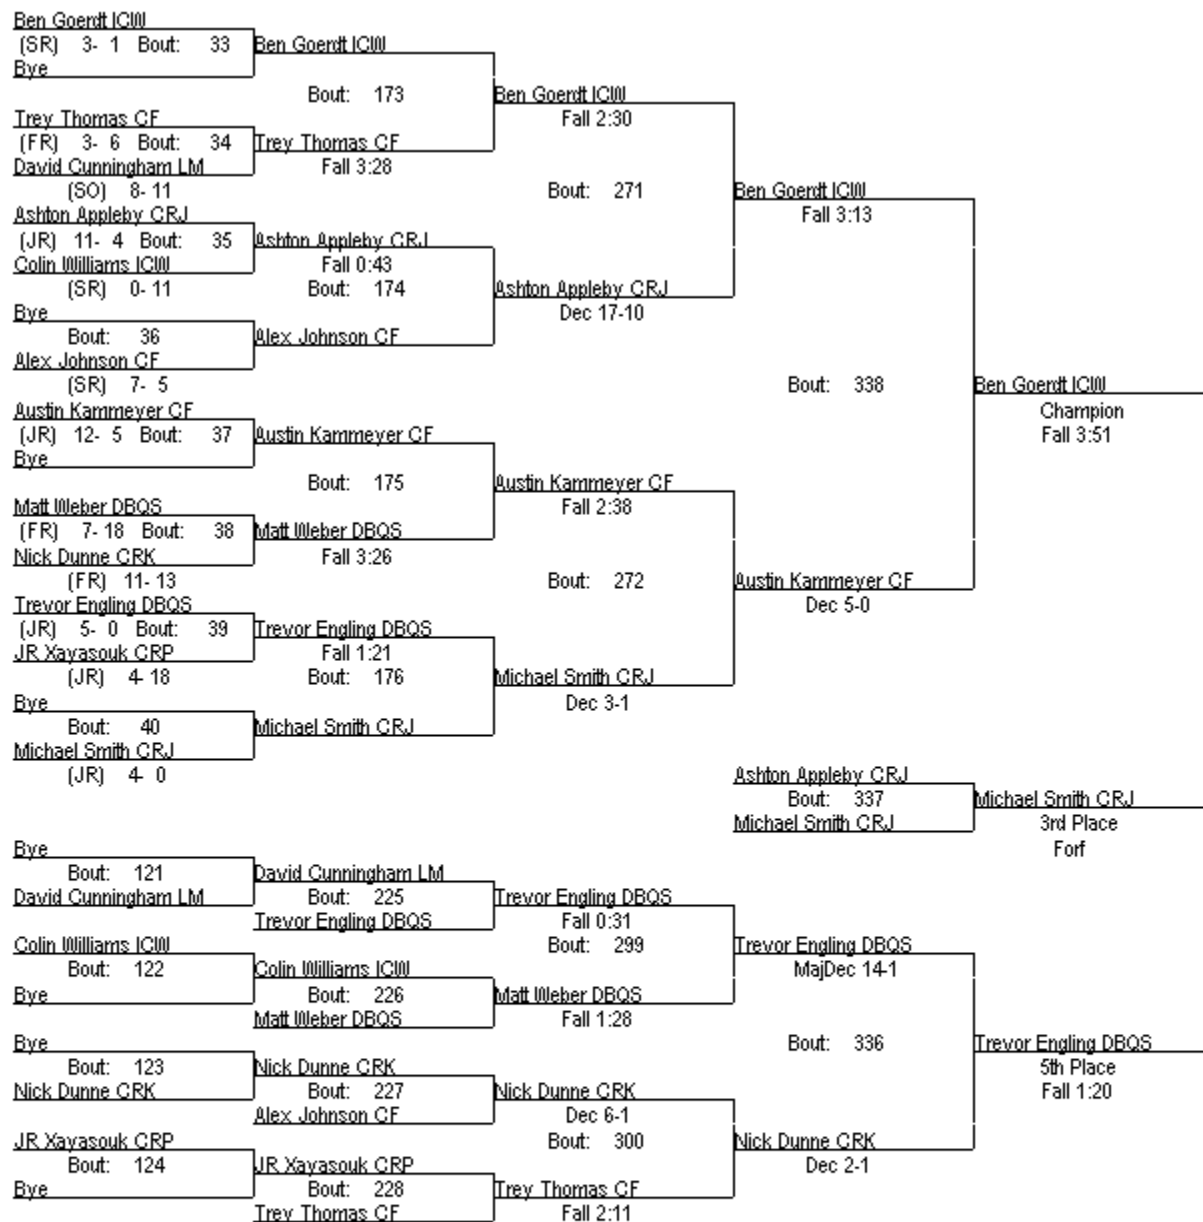 Ben Goerdt ICW
(SR) 3- 1 Bout: 33 Ben Goerdt ICW
Bye
Bout: 173 Ben Goerdt ICW
Trey Thomas CF Fall 2:30
(FR) 3- 6 Bout: 34 Trey Thomas CF
David Cunningham LM Fall 3:28
(SO) 8- 11 Bout: 271 Ben Goerdt ICW
Ashton Appleby CRJ Fall 3:13
(JR) 11- 4 Bout: 35 Ashton Appleby CRJ
Colin Williams ICW Fall 0:43
(SR) 0- 11 Bout: 174 Ashton Appleby CRJ
Bye Dec 17-10
Bout: 36 Alex Johnson CF
Alex Johnson CF
(SR) 7- 5 Bout: 338 Ben Goerdt ICW
Austin Kammeyer CF Champion
(JR) 12- 5 Bout: 37 Austin Kammeyer CF Fall 3:51
Bye
Bout: 175 Austin Kammeyer CF
Matt Weber DBQS Fall 2:38
(FR) 7- 18 Bout: 38 Matt Weber DBQS
Nick Dunne CRK Fall 3:26
(FR) 11- 13 Bout: 272 Austin Kammeyer CF
Trevor Engling DBQS Dec 5-0
(JR) 5- 0 Bout: 39 Trevor Engling DBQS
JR Xayasouk CRP Fall 1:21
(JR) 4- 18 Bout: 176 Michael Smith CRJ
Bye Dec 3-1
Bout: 40 Michael Smith CRJ
Michael Smith CRJ
(JR) 4- 0 Ashton Appleby CRJ
Bout: 337 Michael Smith CRJ
Michael Smith CRJ 3rd Place
Bye Forf
Bout: 121 David Cunningham LM
David Cunningham LM Bout: 225 Trevor Engling DBQS
Trevor Engling DBQS Fall 0:31
Colin Williams ICW Bout: 299 Trevor Engling DBQS
Bout: 122 Colin Williams ICW MajDec 14-1
Bye Bout: 226 Matt Weber DBQS
Matt Weber DBQS Fall 1:28
Bye Bout: 336 Trevor Engling DBQS
Bout: 123 Nick Dunne CRK 5th Place
Nick Dunne CRK Bout: 227 Nick Dunne CRK Fall 1:20
Alex Johnson CF Dec 6-1
JR Xayasouk CRP Bout: 300 Nick Dunne CRK
Bout: 124 JR Xayasouk CRP Dec 2-1
Bye Bout: 228 Trey Thomas CF
Trey Thomas CF Fall 2:11